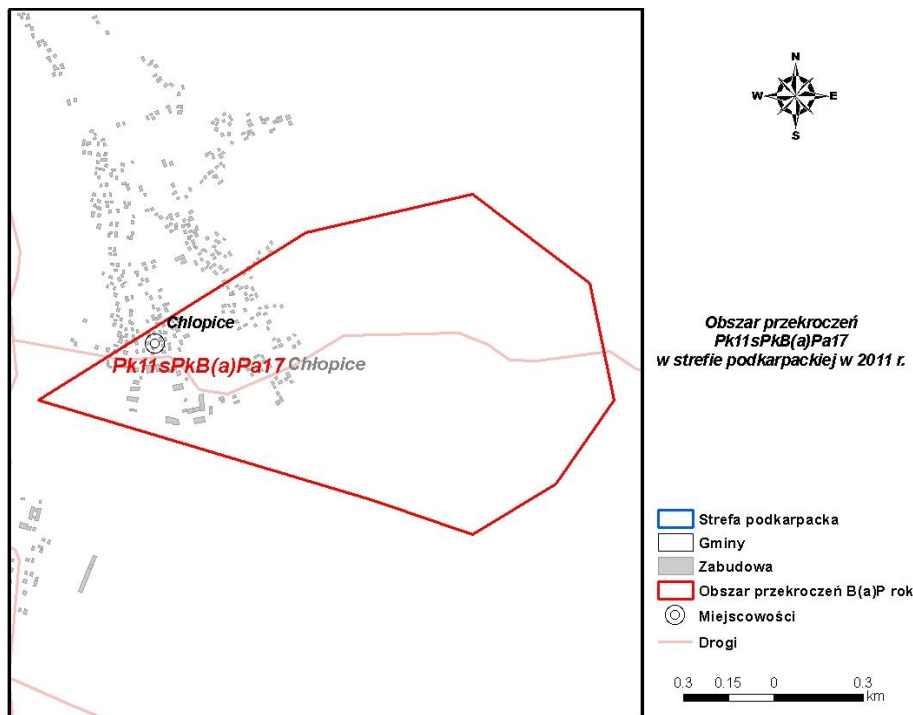 Chłopice
Pk11sPkB(a)Pa17 Chłopice
N
W E
S
Obszar przekroczeń
Pk11sPkB(a)Pa17
w strefie podkarpackiej w 2011 r.
Strefa podkarpacka
Gminy
Zabudowa
Obszar przekroczeń B(a)P rok
Miejscowości
Drogi
0.3 0.15 0 0.3
km